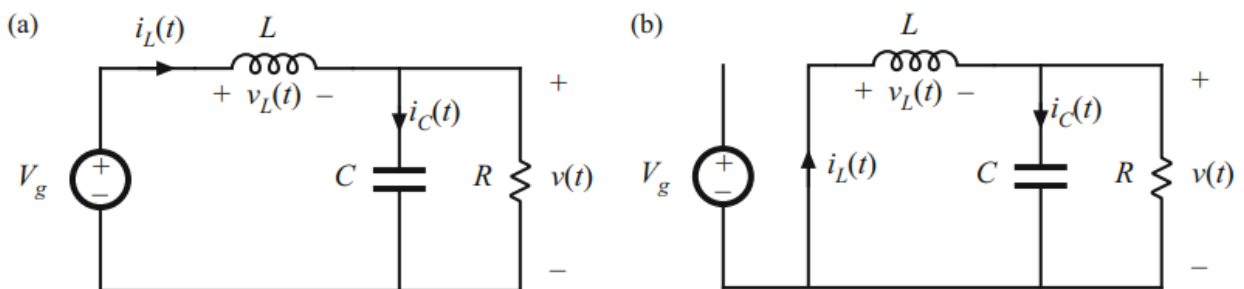 (a) i_L(t) L
+ v_L(t) −
+
i_C(t)
V_g + − C R v(t)
−
(b) L
+ v_L(t) −
+
i_C(t)
V_g + − i_L(t) C R v(t)
−